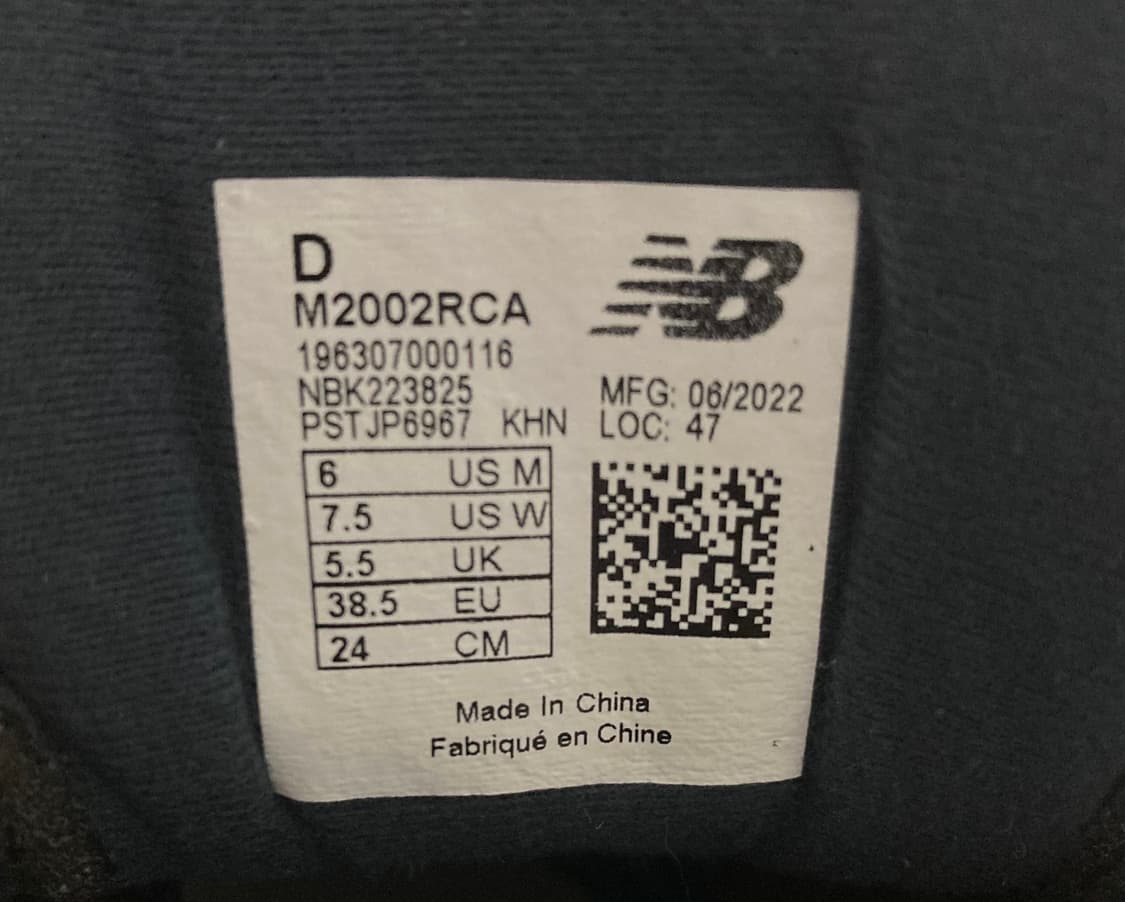 D
NB
M2002RCA
196307000116
NBK223825 MFG: 06/2022
PSTJP6967 KHN LOC: 47
6 US M
7.5 US W
5.5 UK
38.5 EU
24 CM
Made In China
Fabriqué en Chine